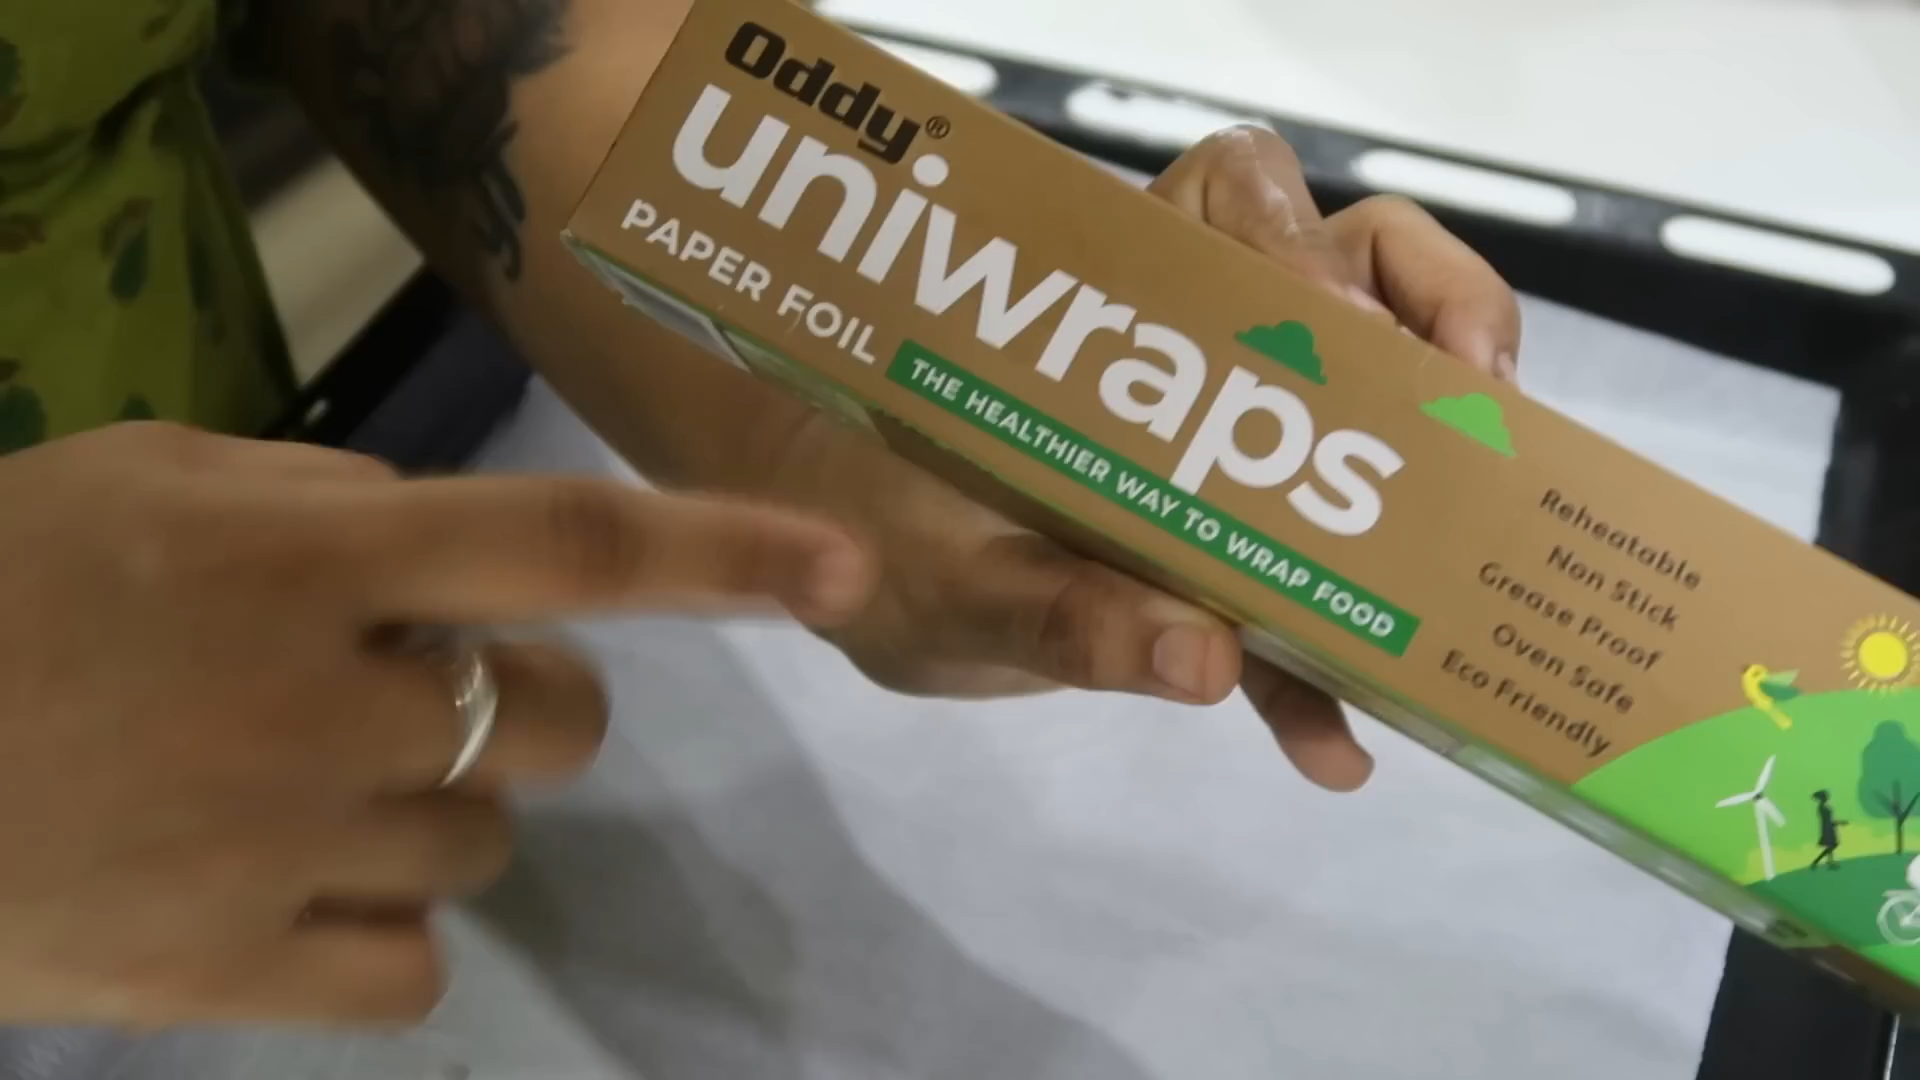 Oddy®
uniwraps
PAPER FOIL
THE HEALTHIER WAY TO WRAP FOOD
Reheatable
Non Stick
Grease Proof
Oven Safe
Eco Friendly